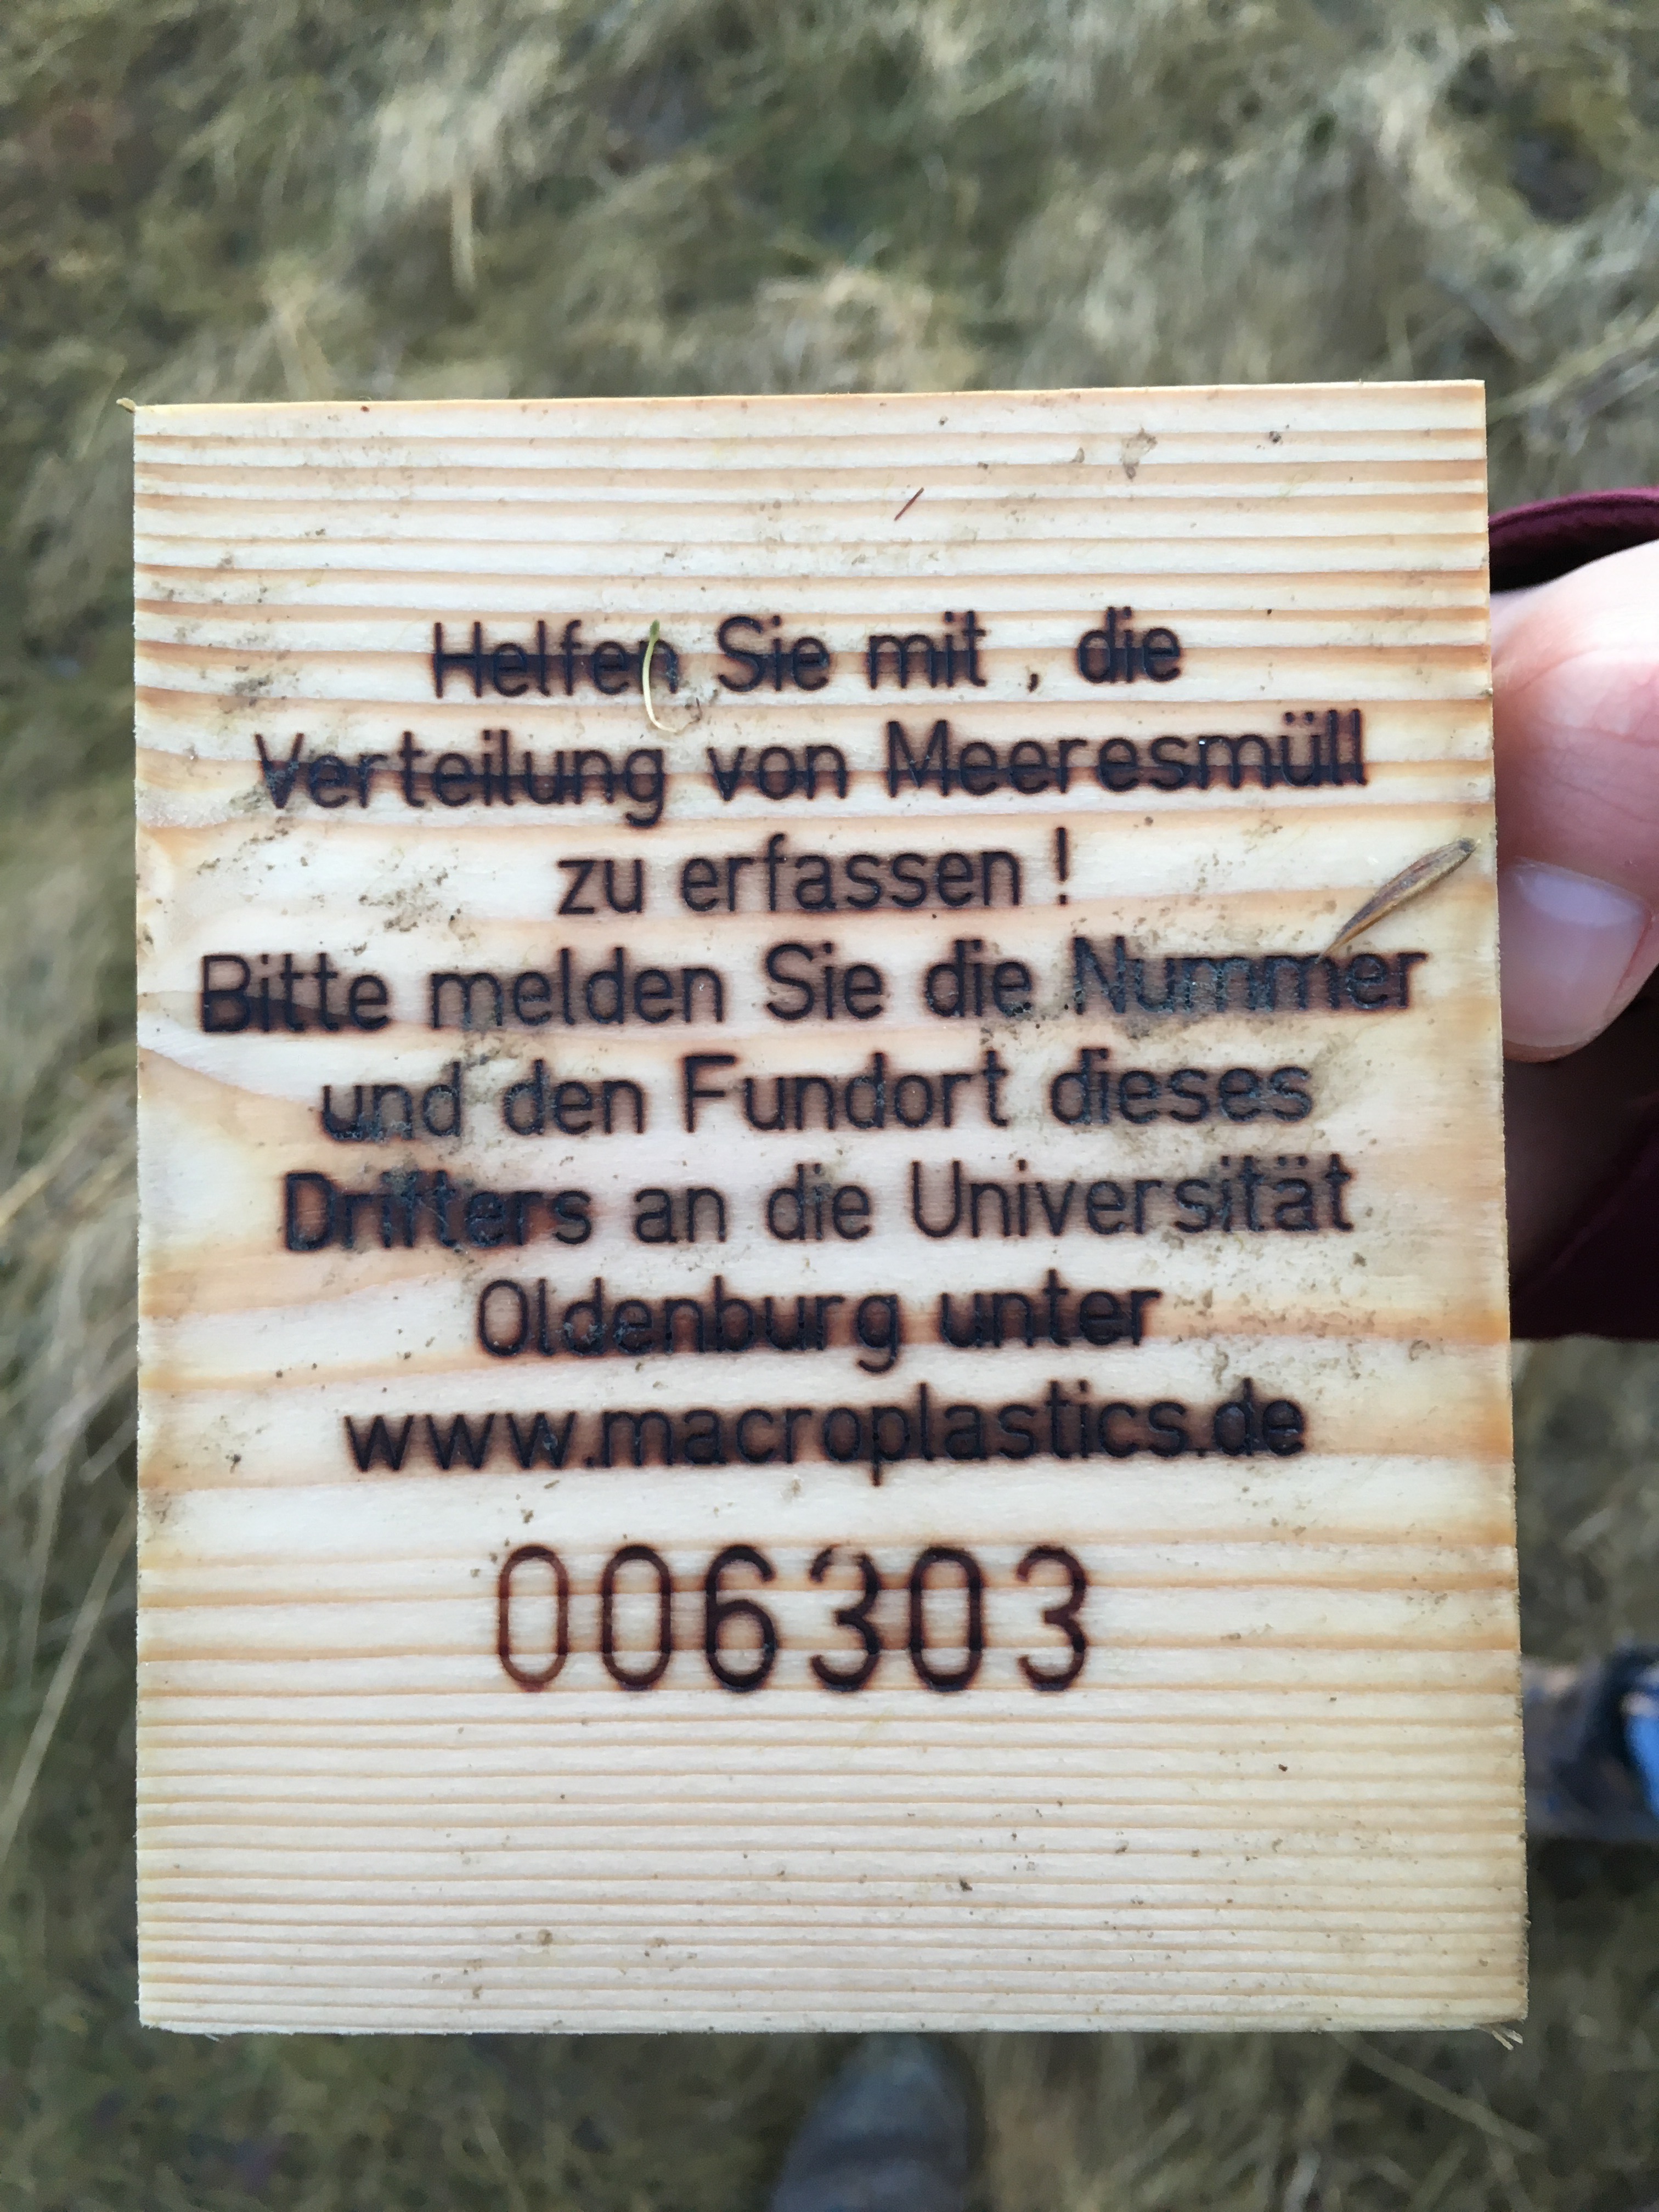 Helfen Sie mit , die
Verteilung von Meeresmüll
zu erfassen !
Bitte melden Sie die Nummer
und den Fundort dieses
Drifters an die Universität
Oldenburg unter
www.macroplastics.de
006303